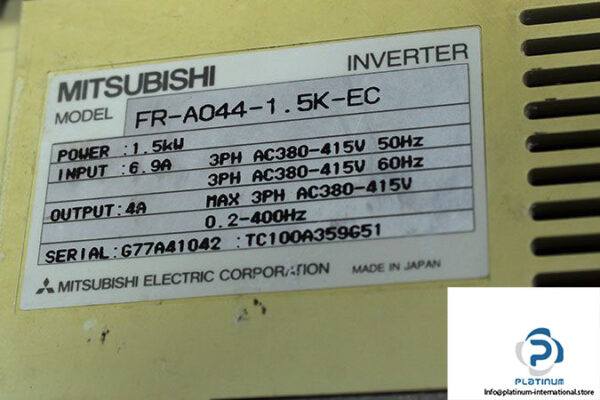 MITSUBISHI INVERTER
MODEL FR-A044-1.5K-EC
POWER :1.5kW
INPUT :6.9A 3PH AC380-415V 50Hz
3PH AC380-415V 60Hz
OUTPUT:4A MAX 3PH AC380-415V
0.2-400Hz
SERIAL:G77A41042 :TC100A359G51
MITSUBISHI ELECTRIC CORPORATION MADE IN JAPAN
PLATINUM
Info@platinum-international.store